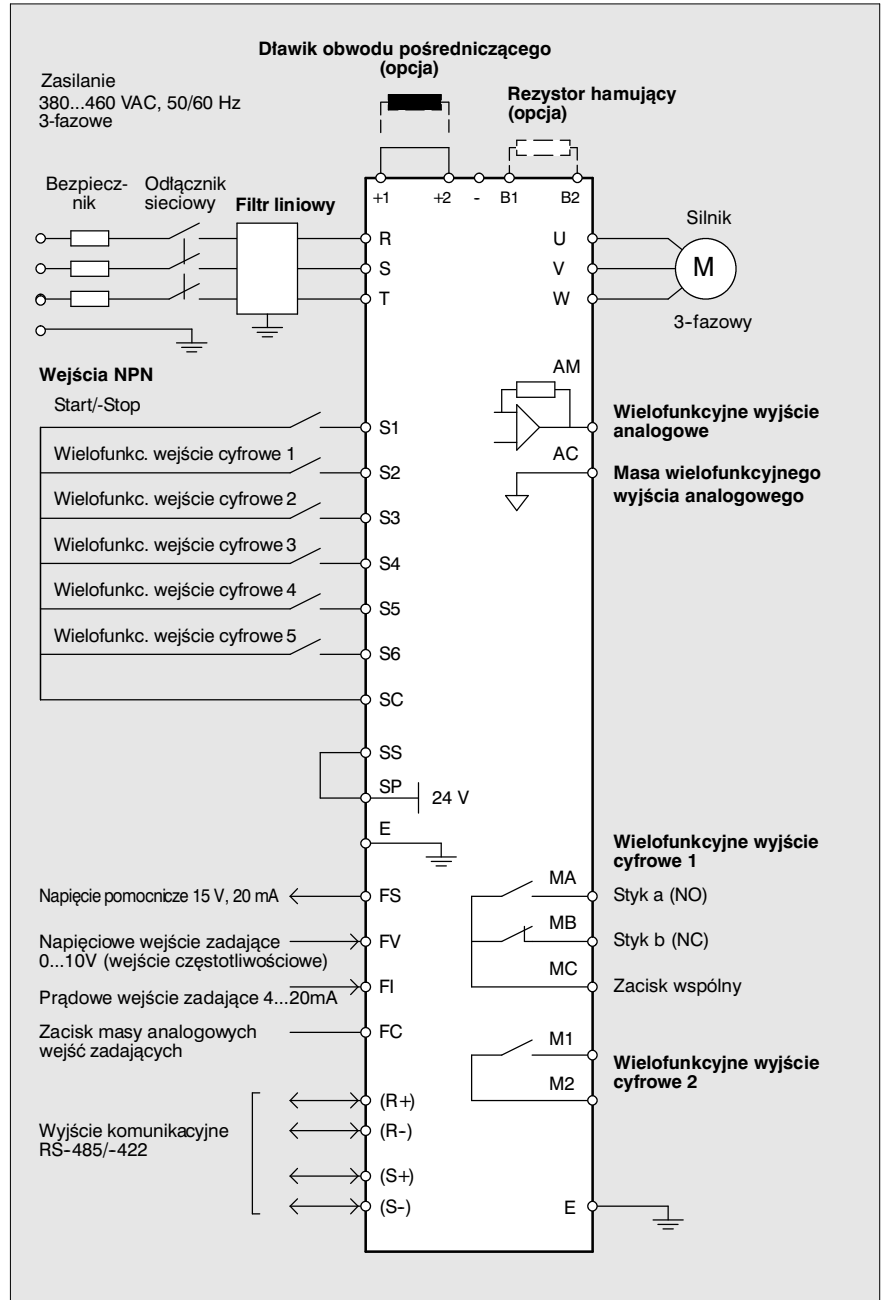 Dławik obwodu pośredniczącego
(opcja)
Zasilanie
380...460 VAC, 50/60 Hz
3-fazowe
Rezystor hamujący
(opcja)
Bezpiecz-
nik
Odłącznik
sieciowy
Filtr liniowy
+1
+2
-
B1
B2
Silnik
R
S
T
U
V
W
M
3-fazowy
Wejścia NPN
Start/-Stop
S1
Wielofunkc. wejście cyfrowe 1
S2
Wielofunkc. wejście cyfrowe 2
S3
Wielofunkc. wejście cyfrowe 3
S4
Wielofunkc. wejście cyfrowe 4
S5
Wielofunkc. wejście cyfrowe 5
S6
SC
AM
Wielofunkcyjne wyjście
analogowe
AC
Masa wielofunkcyjnego
wyjścia analogowego
SS
SP
24 V
E
Napięcie pomocnicze 15 V, 20 mA
FS
Napięciowe wejście zadające
0...10V (wejście częstotliwościowe)
FV
Prądowe wejście zadające 4...20mA
FI
Zacisk masy analogowych
wejść zadających
FC
Wielofunkcyjne wyjście
cyfrowe 1
MA
Styk a (NO)
MB
Styk b (NC)
MC
Zacisk wspólny
M1
M2
Wielofunkcyjne wyjście
cyfrowe 2
Wyjście komunikacyjne
RS-485/-422
(R+)
(R-)
(S+)
(S-)
E